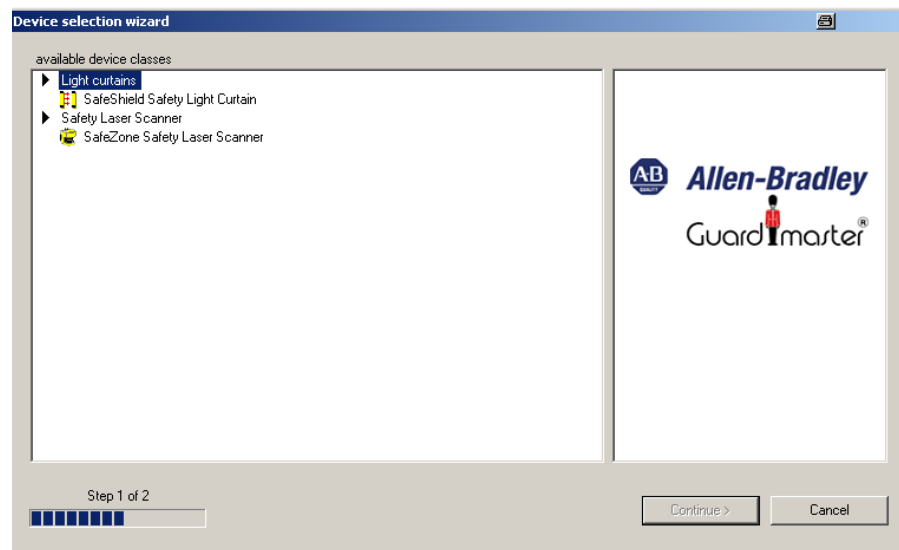 Device selection wizard
available device classes
Light curtains
SafeShield Safety Light Curtain
Safety Laser Scanner
SafeZone Safety Laser Scanner
AB
QUALITY
Allen-Bradley
Guardmaster®
Step 1 of 2
Continue >
Cancel